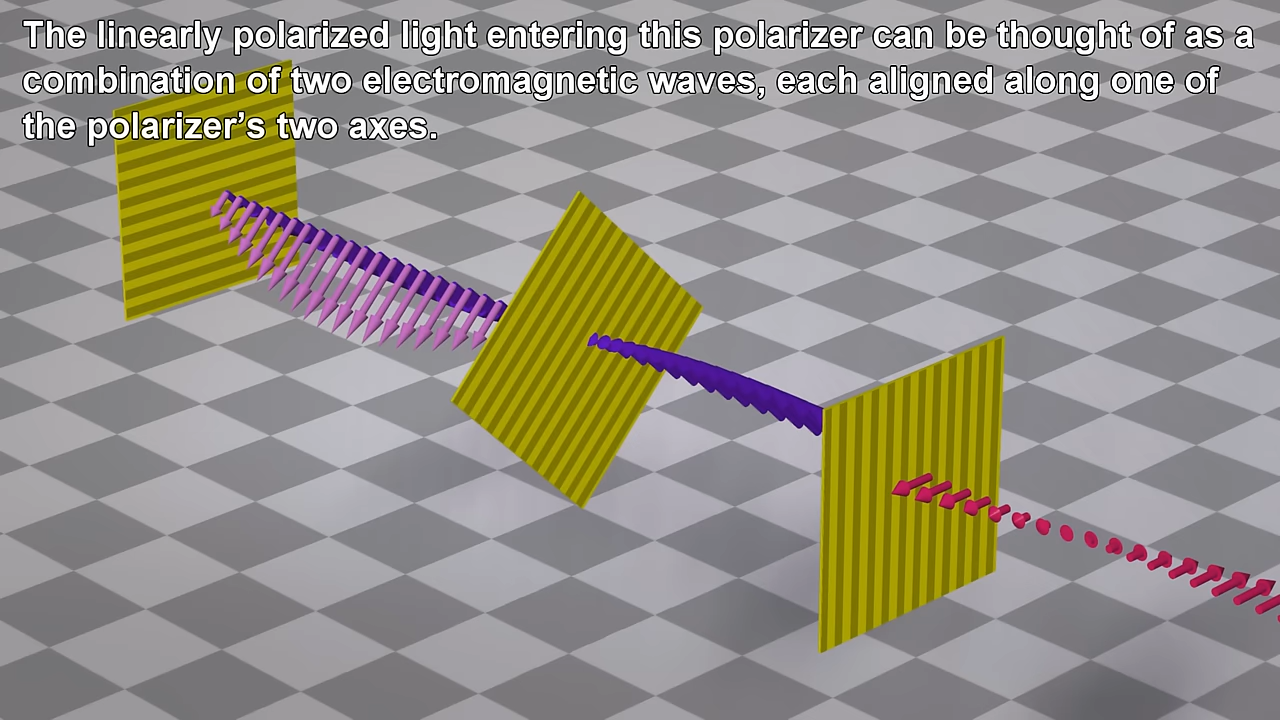 The linearly polarized light entering this polarizer can be thought of as a
combination of two electromagnetic waves, each aligned along one of
the polarizer’s two axes.